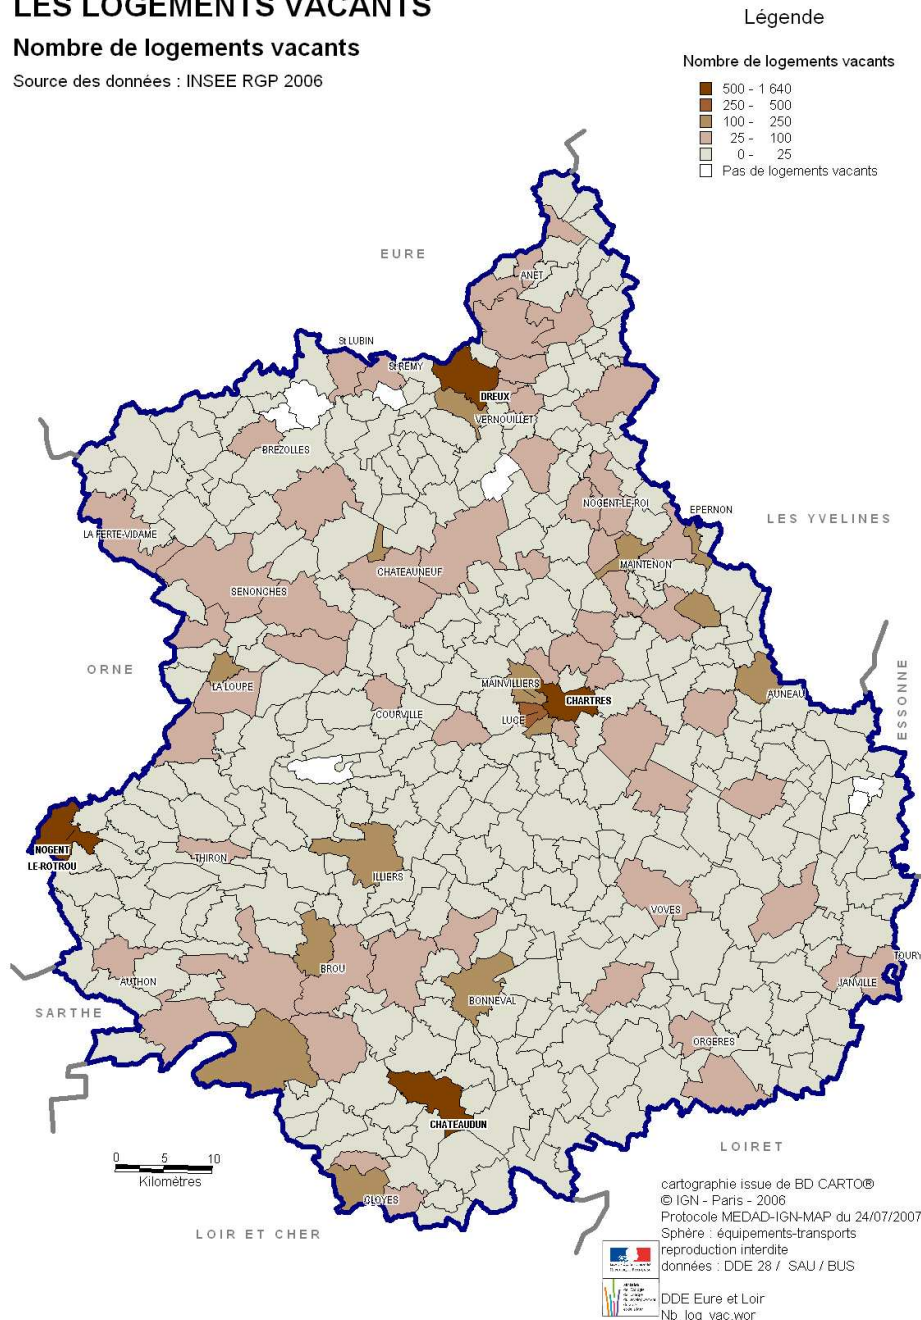 LES LOGEMENTS VACANTS
Nombre de logements vacants
Source des données : INSEE RGP 2006
Légende
Nombre de logements vacants
500 - 1 640
250 - 500
100 - 250
25 - 100
0 - 25
Pas de logements vacants
EURE
ANET
St LUBIN
St REMY
DREUX
VERNOUILLET
BREZOLLES
NOGENT-LE-ROI
EPERNON
LES YVELINES
LA FERTE-VIDAME
CHATEAUNEUF
MAINTENON
SENONCHES
ORNE
LA LOUPE
MAINVILLIERS
CHARTRES
AUNEAU
ESSONNE
COURVILLE
LUCE
NOGENT
LE-ROTROU
THIRON
ILLIERS
VOVES
AUTHON
BROU
BONNEVAL
TOURY
JANVILLE
SARTHE
ORGERES
CHATEAUDUN
LOIRET
0 5 10
Kilomètres
CLOYES
LOIR ET CHER
cartographie issue de BD CARTO®
© IGN - Paris - 2006
Protocole MEDAD-IGN-MAP du 24/07/2007
Sphère : équipements-transports
reproduction interdite
données : DDE 28 / SAU / BUS
DDE Eure et Loir
Nb_log_vac.wor